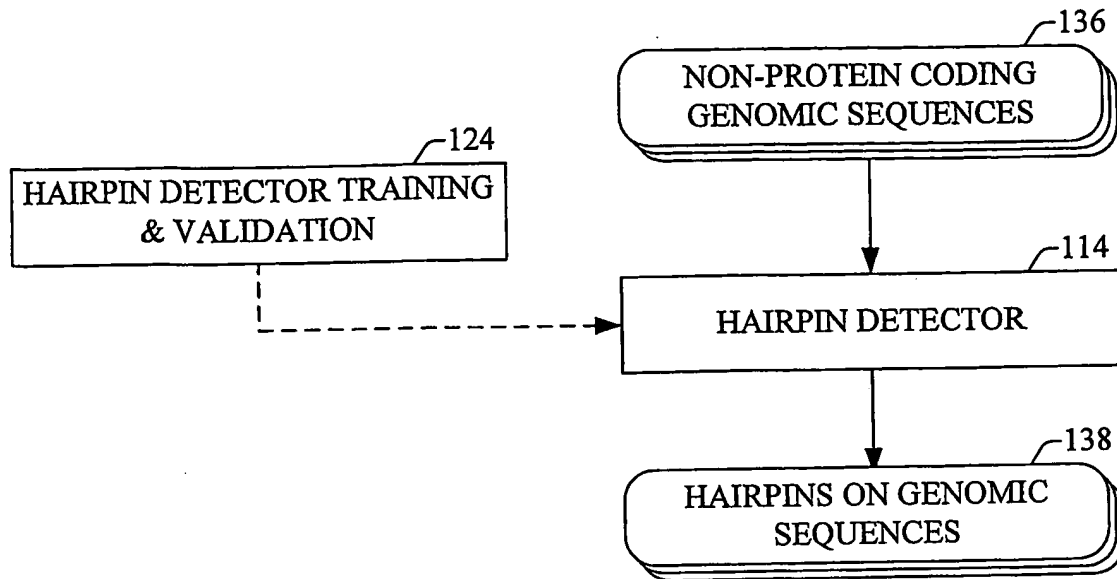 136
NON-PROTEIN CODING
GENOMIC SEQUENCES
124
HAIRPIN DETECTOR TRAINING
& VALIDATION
114
HAIRPIN DETECTOR
138
HAIRPINS ON GENOMIC
SEQUENCES